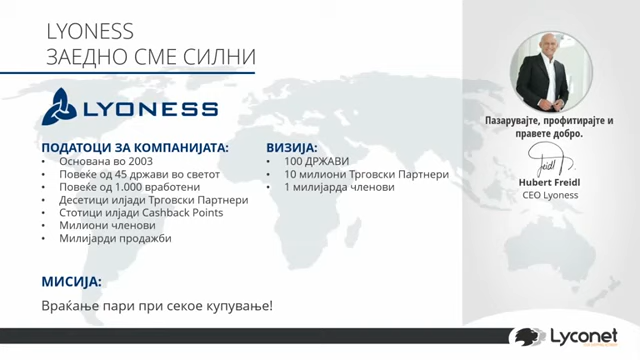 LYONESS
ЗАЕДНО СМЕ СИЛНИ
LYONESS
ПОДАТОЦИ ЗА КОМПАНИЈАТА:
• Основана во 2003
• Повеќе од 45 држави во светот
• Повеќе од 1.000 вработени
• Десетици илјади Трговски Партнери
• Стотици илјади Cashback Points
• Милиони членови
• Милијарди продажби
ВИЗИЈА:
• 100 ДРЖАВИ
• 10 милиони Трговски Партнери
• 1 милијарда членови
МИСИЈА:
Враќање пари при секое купување!
Пазарувајте, профитирајте и
правете добро.
Hubert Freidl
CEO Lyoness
Lyconet